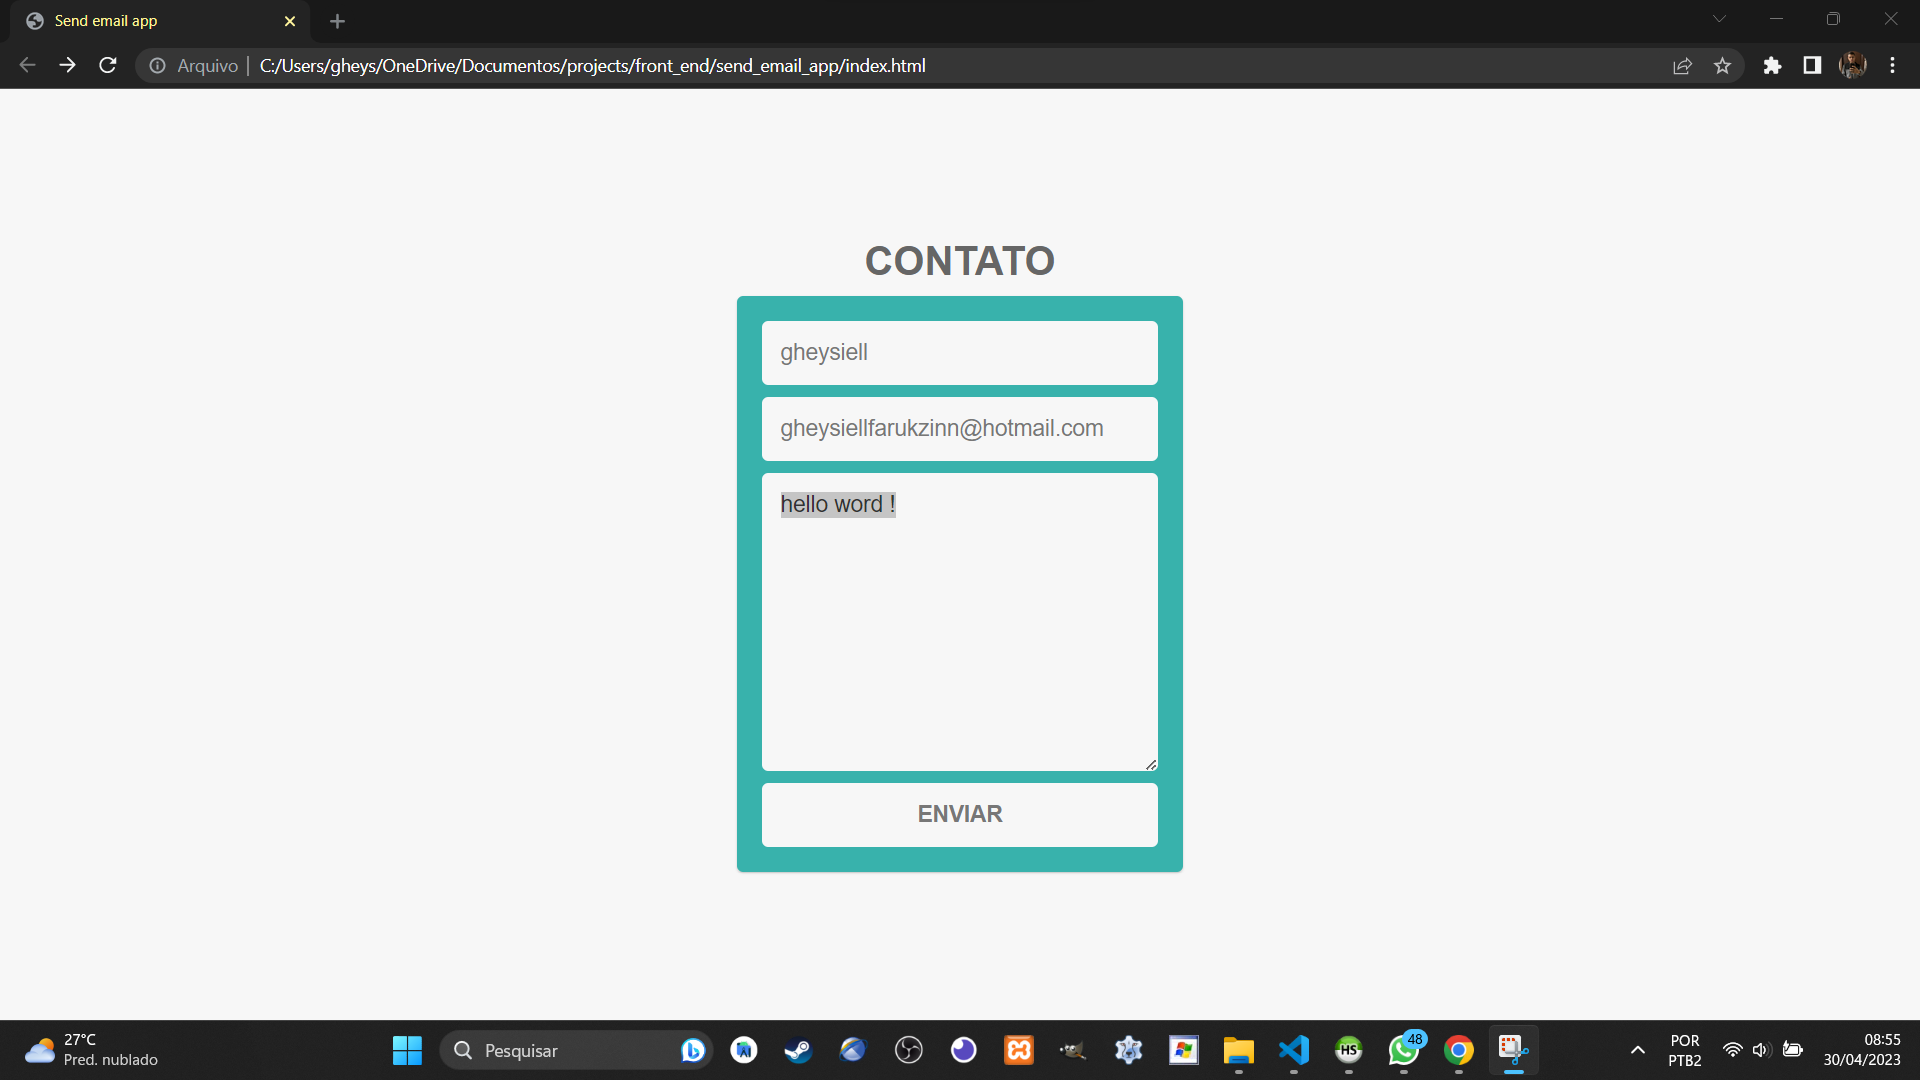 Send email app
Arquivo
C:/Users/gheys/OneDrive/Documentos/projects/front_end/send_email_app/index.html
CONTATO
gheysiell
gheysiellfarukzinn@hotmail.com
hello word !
ENVIAR
27°C
Pred. nublado
Pesquisar
HS
48
POR
PTB2
08:55
30/04/2023